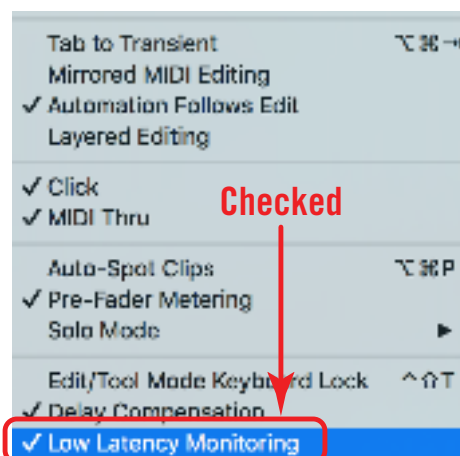 Tab to Transient ⌥⌘→
Mirrored MIDI Editing
✓ Automation Follows Edit
Layered Editing
✓ Click
✓ MIDI Thru
Checked
Auto-Spot Clips ⌥⌘P
✓ Pre-Fader Metering
Solo Mode ▶
Edit/Tool Mode Keyboard Lock ^⇧T
✓ Delay Compensation
✓ Low Latency Monitoring